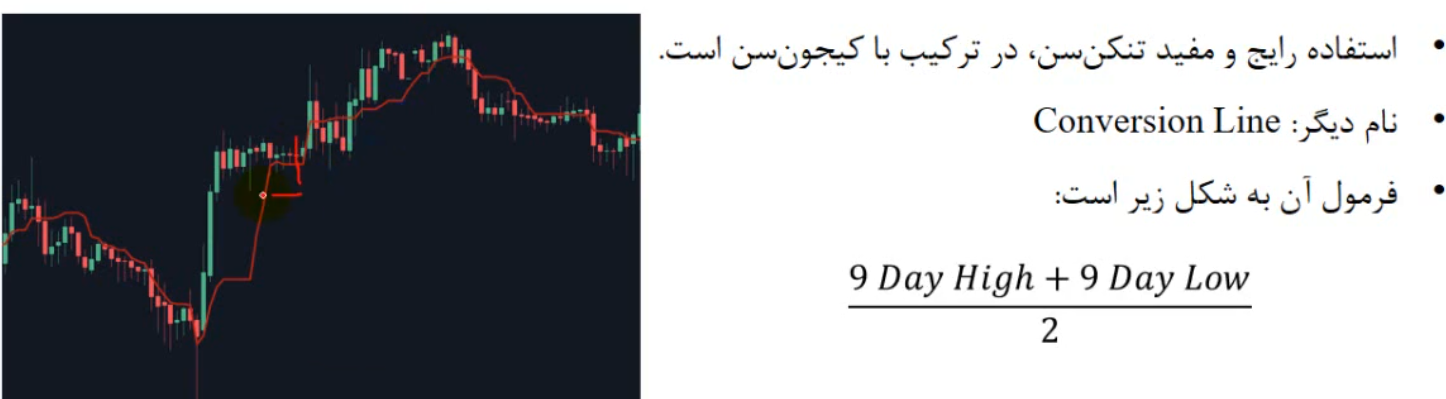 • استفاده رایج و مفید تنکن‌سن، در ترکیب با کیجون‌سن است.
• نام دیگر: Conversion Line
• فرمول آن به شکل زیر است:
9 Day High + 9 Day Low
2